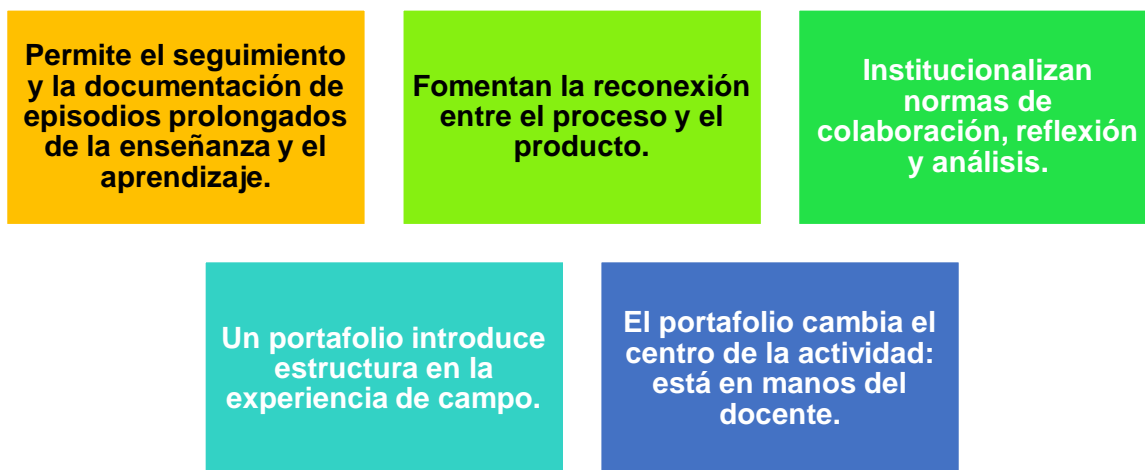 Permite el seguimiento
y la documentación de
episodios prolongados
de la enseñanza y el
aprendizaje.
Fomentan la reconexión
entre el proceso y el
producto.
Institucionalizan
normas de
colaboración, reflexión
y análisis.
Un portafolio introduce
estructura en la
experiencia de campo.
El portafolio cambia el
centro de la actividad:
está en manos del
docente.